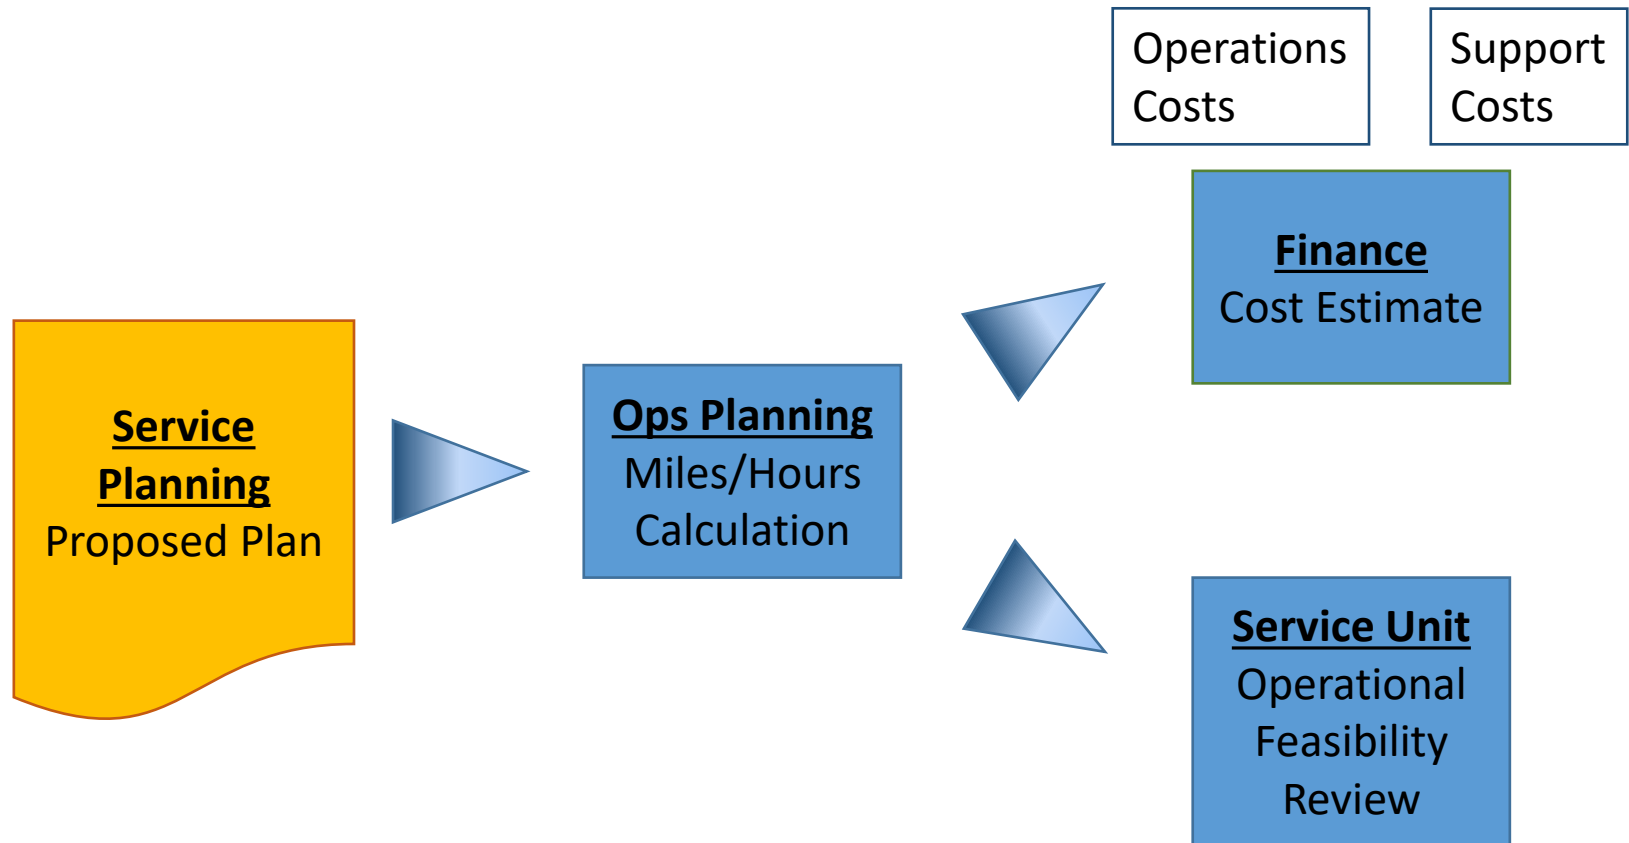 Operations
Costs
Support
Costs
Finance
Cost Estimate
Service
Planning
Proposed Plan
Ops Planning
Miles/Hours
Calculation
Service Unit
Operational
Feasibility
Review